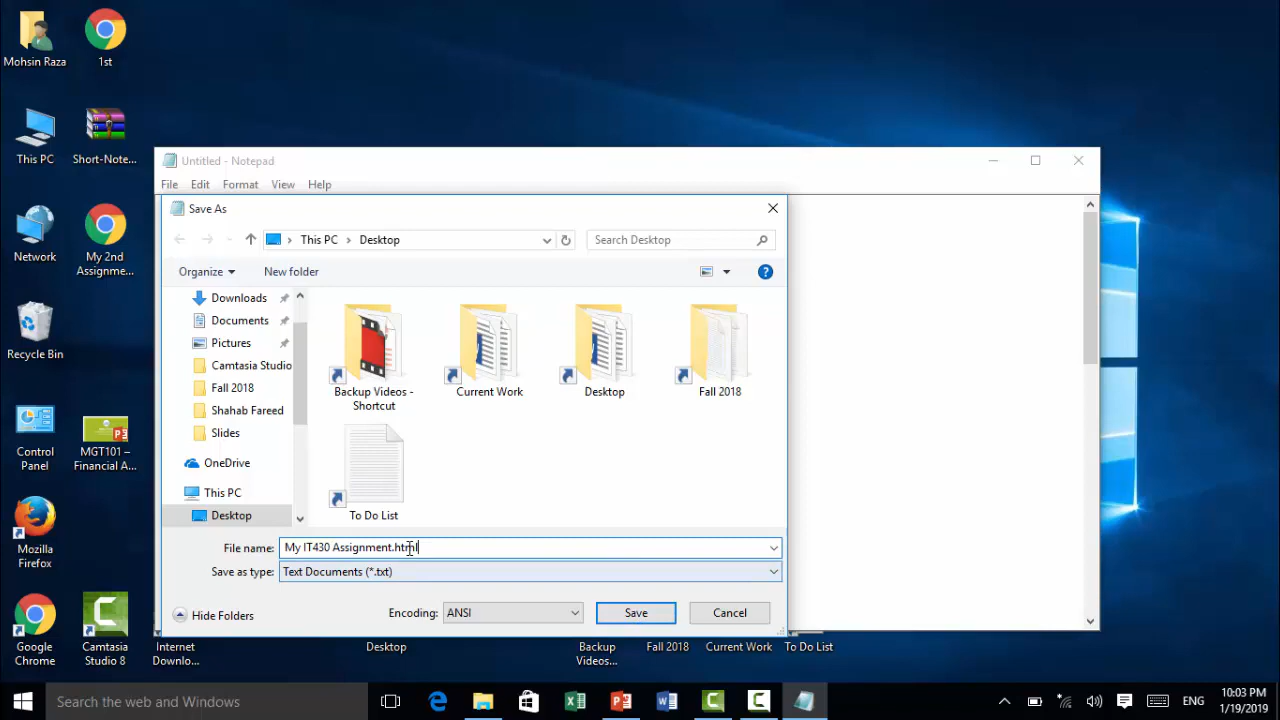 Mohsin Raza
1st
This PC
Short-Note...
Network
My 2nd
Assignme...
Recycle Bin
Control
Panel
MGT101 –
Financial A...
Mozilla
Firefox
Google
Chrome
Camtasia
Studio 8
Untitled - Notepad
File Edit Format View Help
Save As
This PC > Desktop
Search Desktop
Organize
New folder
Downloads
Documents
Pictures
Camtasia Studio
Fall 2018
Shahab Fareed
Slides
OneDrive
This PC
Desktop
Backup Videos -
Shortcut
Current Work
Desktop
Fall 2018
To Do List
File name: My IT430 Assignment.html
Save as type: Text Documents (*.txt)
Hide Folders
Encoding: ANSI
Save
Cancel
Internet
Downlo...
Desktop
Backup
Videos...
Fall 2018
Current Work
To Do List
Search the web and Windows
ENG
10:03 PM
1/19/2019